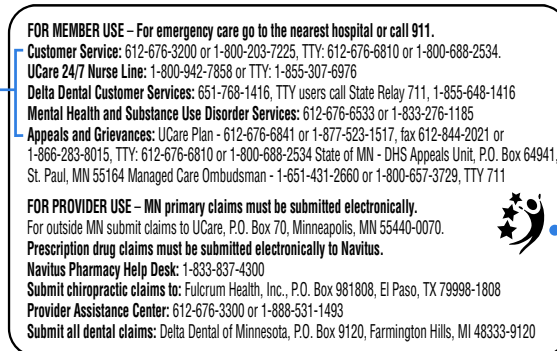 FOR MEMBER USE – For emergency care go to the nearest hospital or call 911.
Customer Service: 612-676-3200 or 1-800-203-7225, TTY: 612-676-6810 or 1-800-688-2534.
UCare 24/7 Nurse Line: 1-800-942-7858 or TTY: 1-855-307-6976
Delta Dental Customer Services: 651-768-1416, TTY users call State Relay 711, 1-855-648-1416
Mental Health and Substance Use Disorder Services: 612-676-6533 or 1-833-276-1185
Appeals and Grievances: UCare Plan - 612-676-6841 or 1-877-523-1517, fax 612-844-2021 or
1-866-283-8015, TTY: 612-676-6810 or 1-800-688-2534 State of MN - DHS Appeals Unit, P.O. Box 64941,
St. Paul, MN 55164 Managed Care Ombudsman - 1-651-431-2660 or 1-800-657-3729, TTY 711
FOR PROVIDER USE – MN primary claims must be submitted electronically.
For outside MN submit claims to UCare, P.O. Box 70, Minneapolis, MN 55440-0070.
Prescription drug claims must be submitted electronically to Navitus.
Navitus Pharmacy Help Desk: 1-833-837-4300
Submit chiropractic claims to: Fulcrum Health, Inc., P.O. Box 981808, El Paso, TX 79998-1808
Provider Assistance Center: 612-676-3300 or 1-888-531-1493
Submit all dental claims: Delta Dental of Minnesota, P.O. Box 9120, Farmington Hills, MI 48333-9120